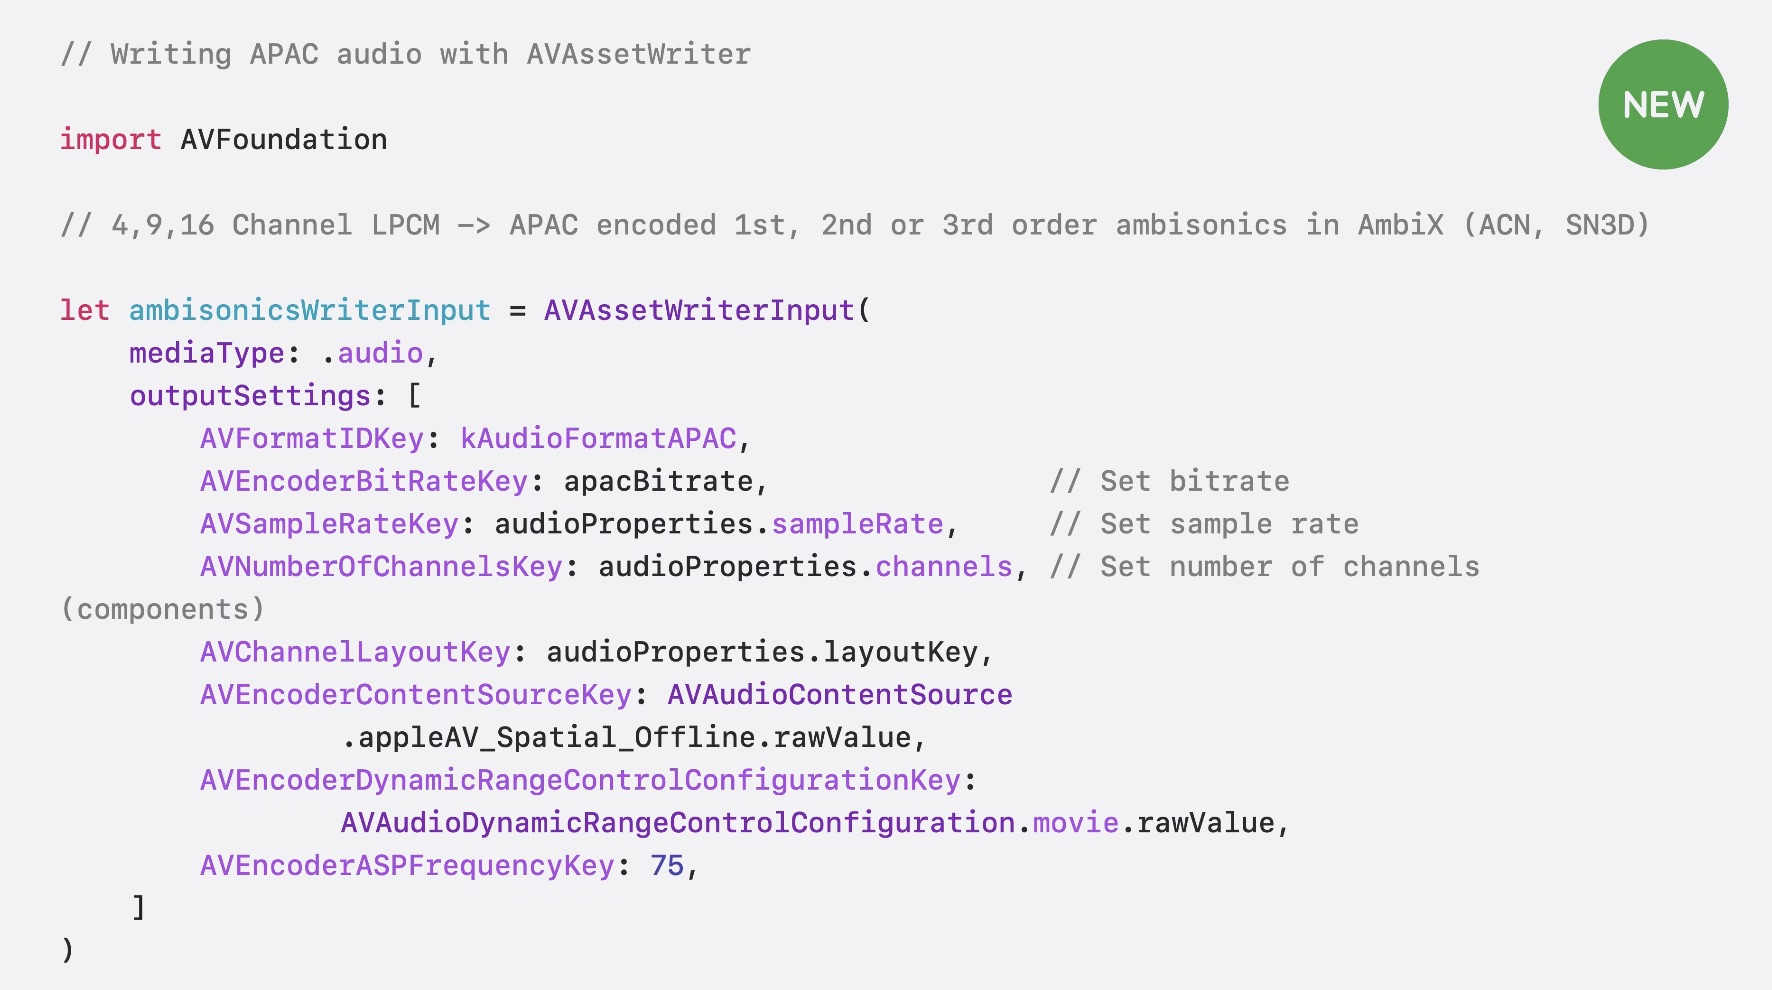 // Writing APAC audio with AVAssetWriter
NEW
import AVFoundation
// 4,9,16 Channel LPCM –> APAC encoded 1st, 2nd or 3rd order ambisonics in AmbiX (ACN, SN3D)
let ambisonicsWriterInput = AVAssetWriterInput(
    mediaType: .audio,
    outputSettings: [
        AVFormatIDKey: kAudioFormatAPAC,
        AVEncoderBitRateKey: apacBitrate,                // Set bitrate
        AVSampleRateKey: audioProperties.sampleRate,     // Set sample rate
        AVNumberOfChannelsKey: audioProperties.channels, // Set number of channels
(components)
        AVChannelLayoutKey: audioProperties.layoutKey,
        AVEncoderContentSourceKey: AVAudioContentSource
                .appleAV_Spatial_Offline.rawValue,
        AVEncoderDynamicRangeControlConfigurationKey:
                AVAudioDynamicRangeControlConfiguration.movie.rawValue,
        AVEncoderASPFrequencyKey: 75,
    ]
)